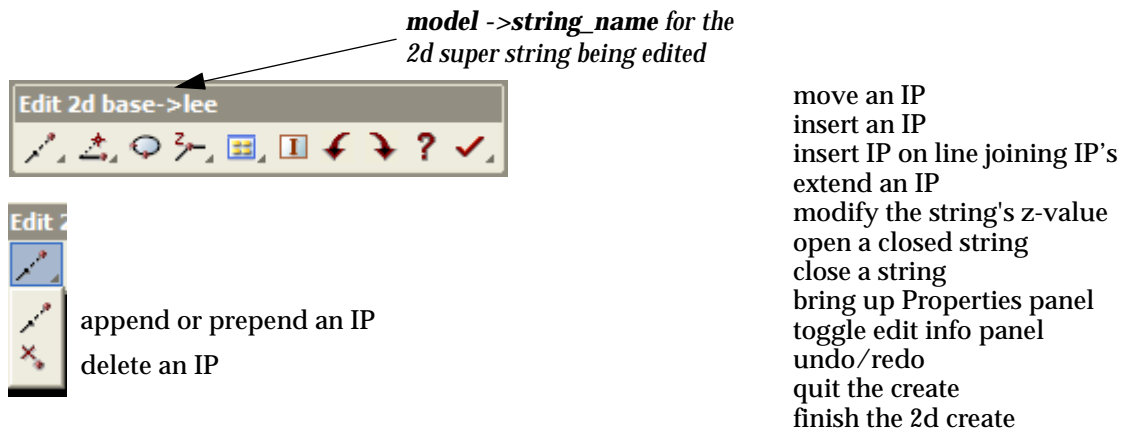 model ->string_name for the
2d super string being edited
Edit 2d base->lee
Z
I
?
Edit 2
append or prepend an IP
delete an IP
move an IP
insert an IP
insert IP on line joining IP's
extend an IP
modify the string's z-value
open a closed string
close a string
bring up Properties panel
toggle edit info panel
undo/redo
quit the create
finish the 2d create